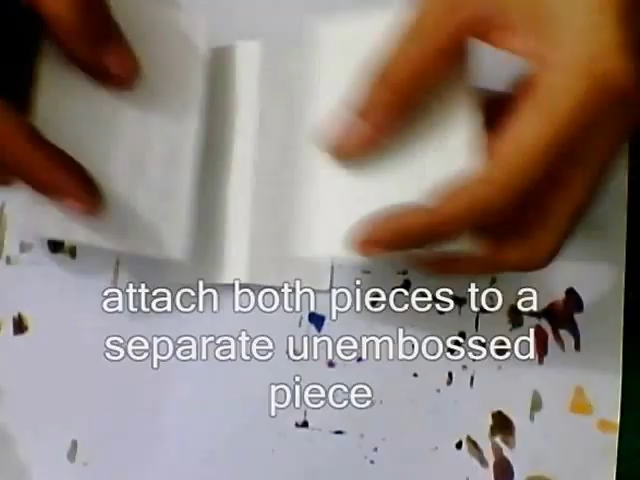 attach both pieces to a
separate unembossed
piece